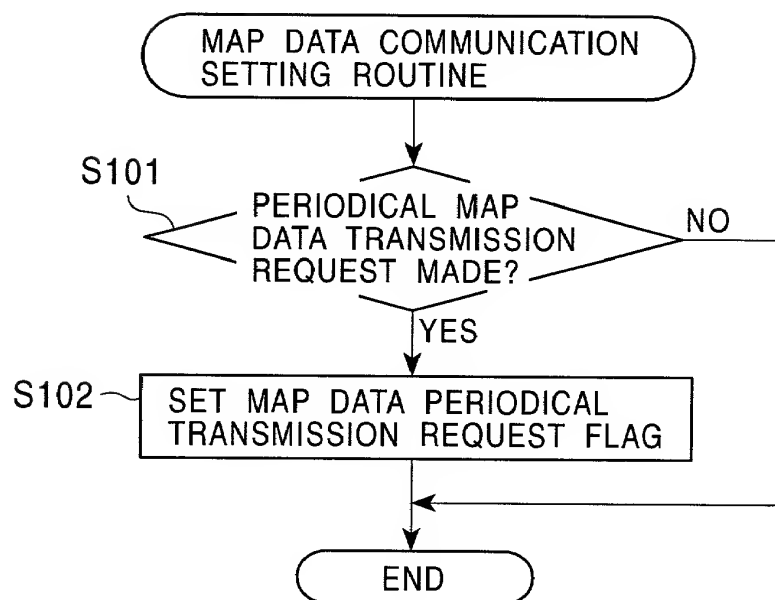 MAP DATA COMMUNICATION
SETTING ROUTINE
S101
PERIODICAL MAP
DATA TRANSMISSION
REQUEST MADE?
NO
YES
S102
SET MAP DATA PERIODICAL
TRANSMISSION REQUEST FLAG
END